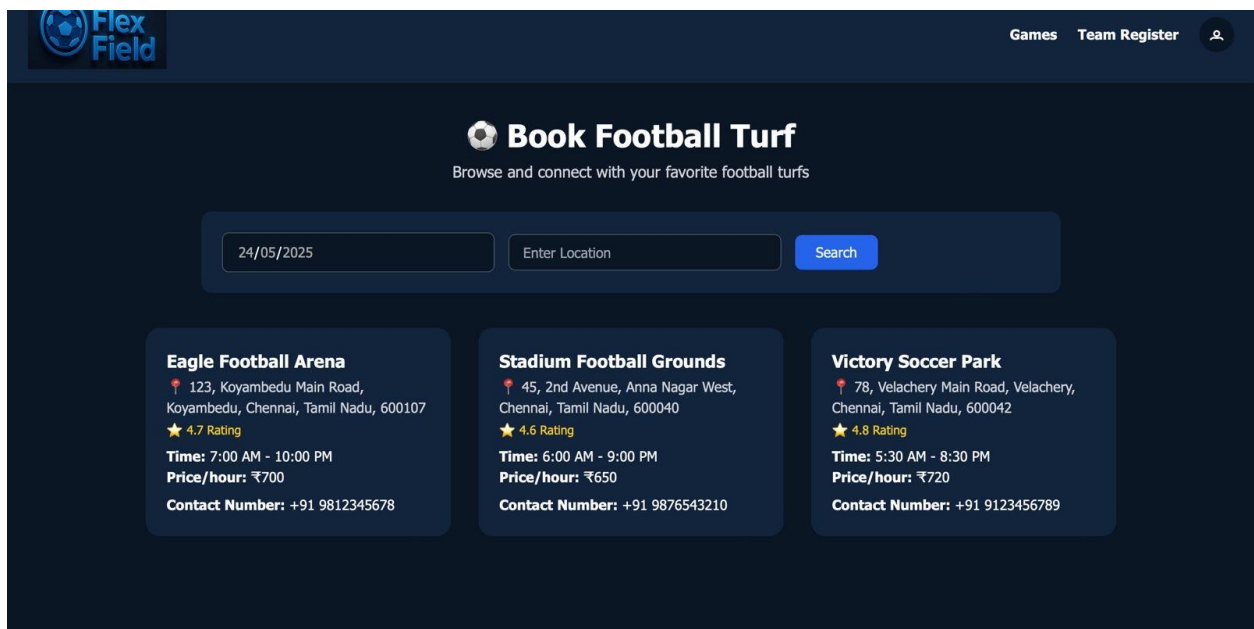 Flex
Field
Games Team Register
⚽ Book Football Turf
Browse and connect with your favorite football turfs
24/05/2025
Enter Location
Search
Eagle Football Arena
📍 123, Koyambedu Main Road,
Koyambedu, Chennai, Tamil Nadu, 600107
⭐ 4.7 Rating
Time: 7:00 AM - 10:00 PM
Price/hour: ₹700
Contact Number: +91 9812345678
Stadium Football Grounds
📍 45, 2nd Avenue, Anna Nagar West,
Chennai, Tamil Nadu, 600040
⭐ 4.6 Rating
Time: 6:00 AM - 9:00 PM
Price/hour: ₹650
Contact Number: +91 9876543210
Victory Soccer Park
📍 78, Velachery Main Road, Velachery,
Chennai, Tamil Nadu, 600042
⭐ 4.8 Rating
Time: 5:30 AM - 8:30 PM
Price/hour: ₹720
Contact Number: +91 9123456789